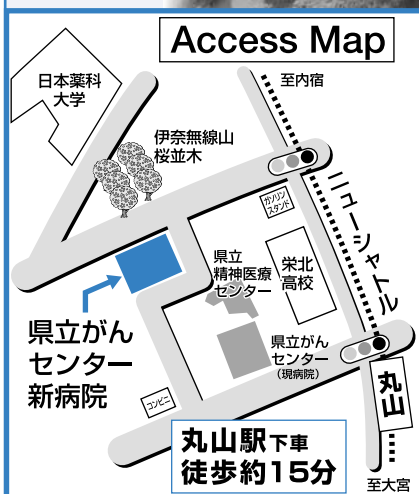 Access Map
日本薬科
大学
至内宿
伊奈無線山
桜並木
ガソリン
スタンド
ニューシャトル
県立
精神医療
センター
栄北
高校
県立がん
センター
新病院
県立がん
センター
（現病院）
コンビニ
丸山
丸山駅下車
徒歩約15分
至大宮